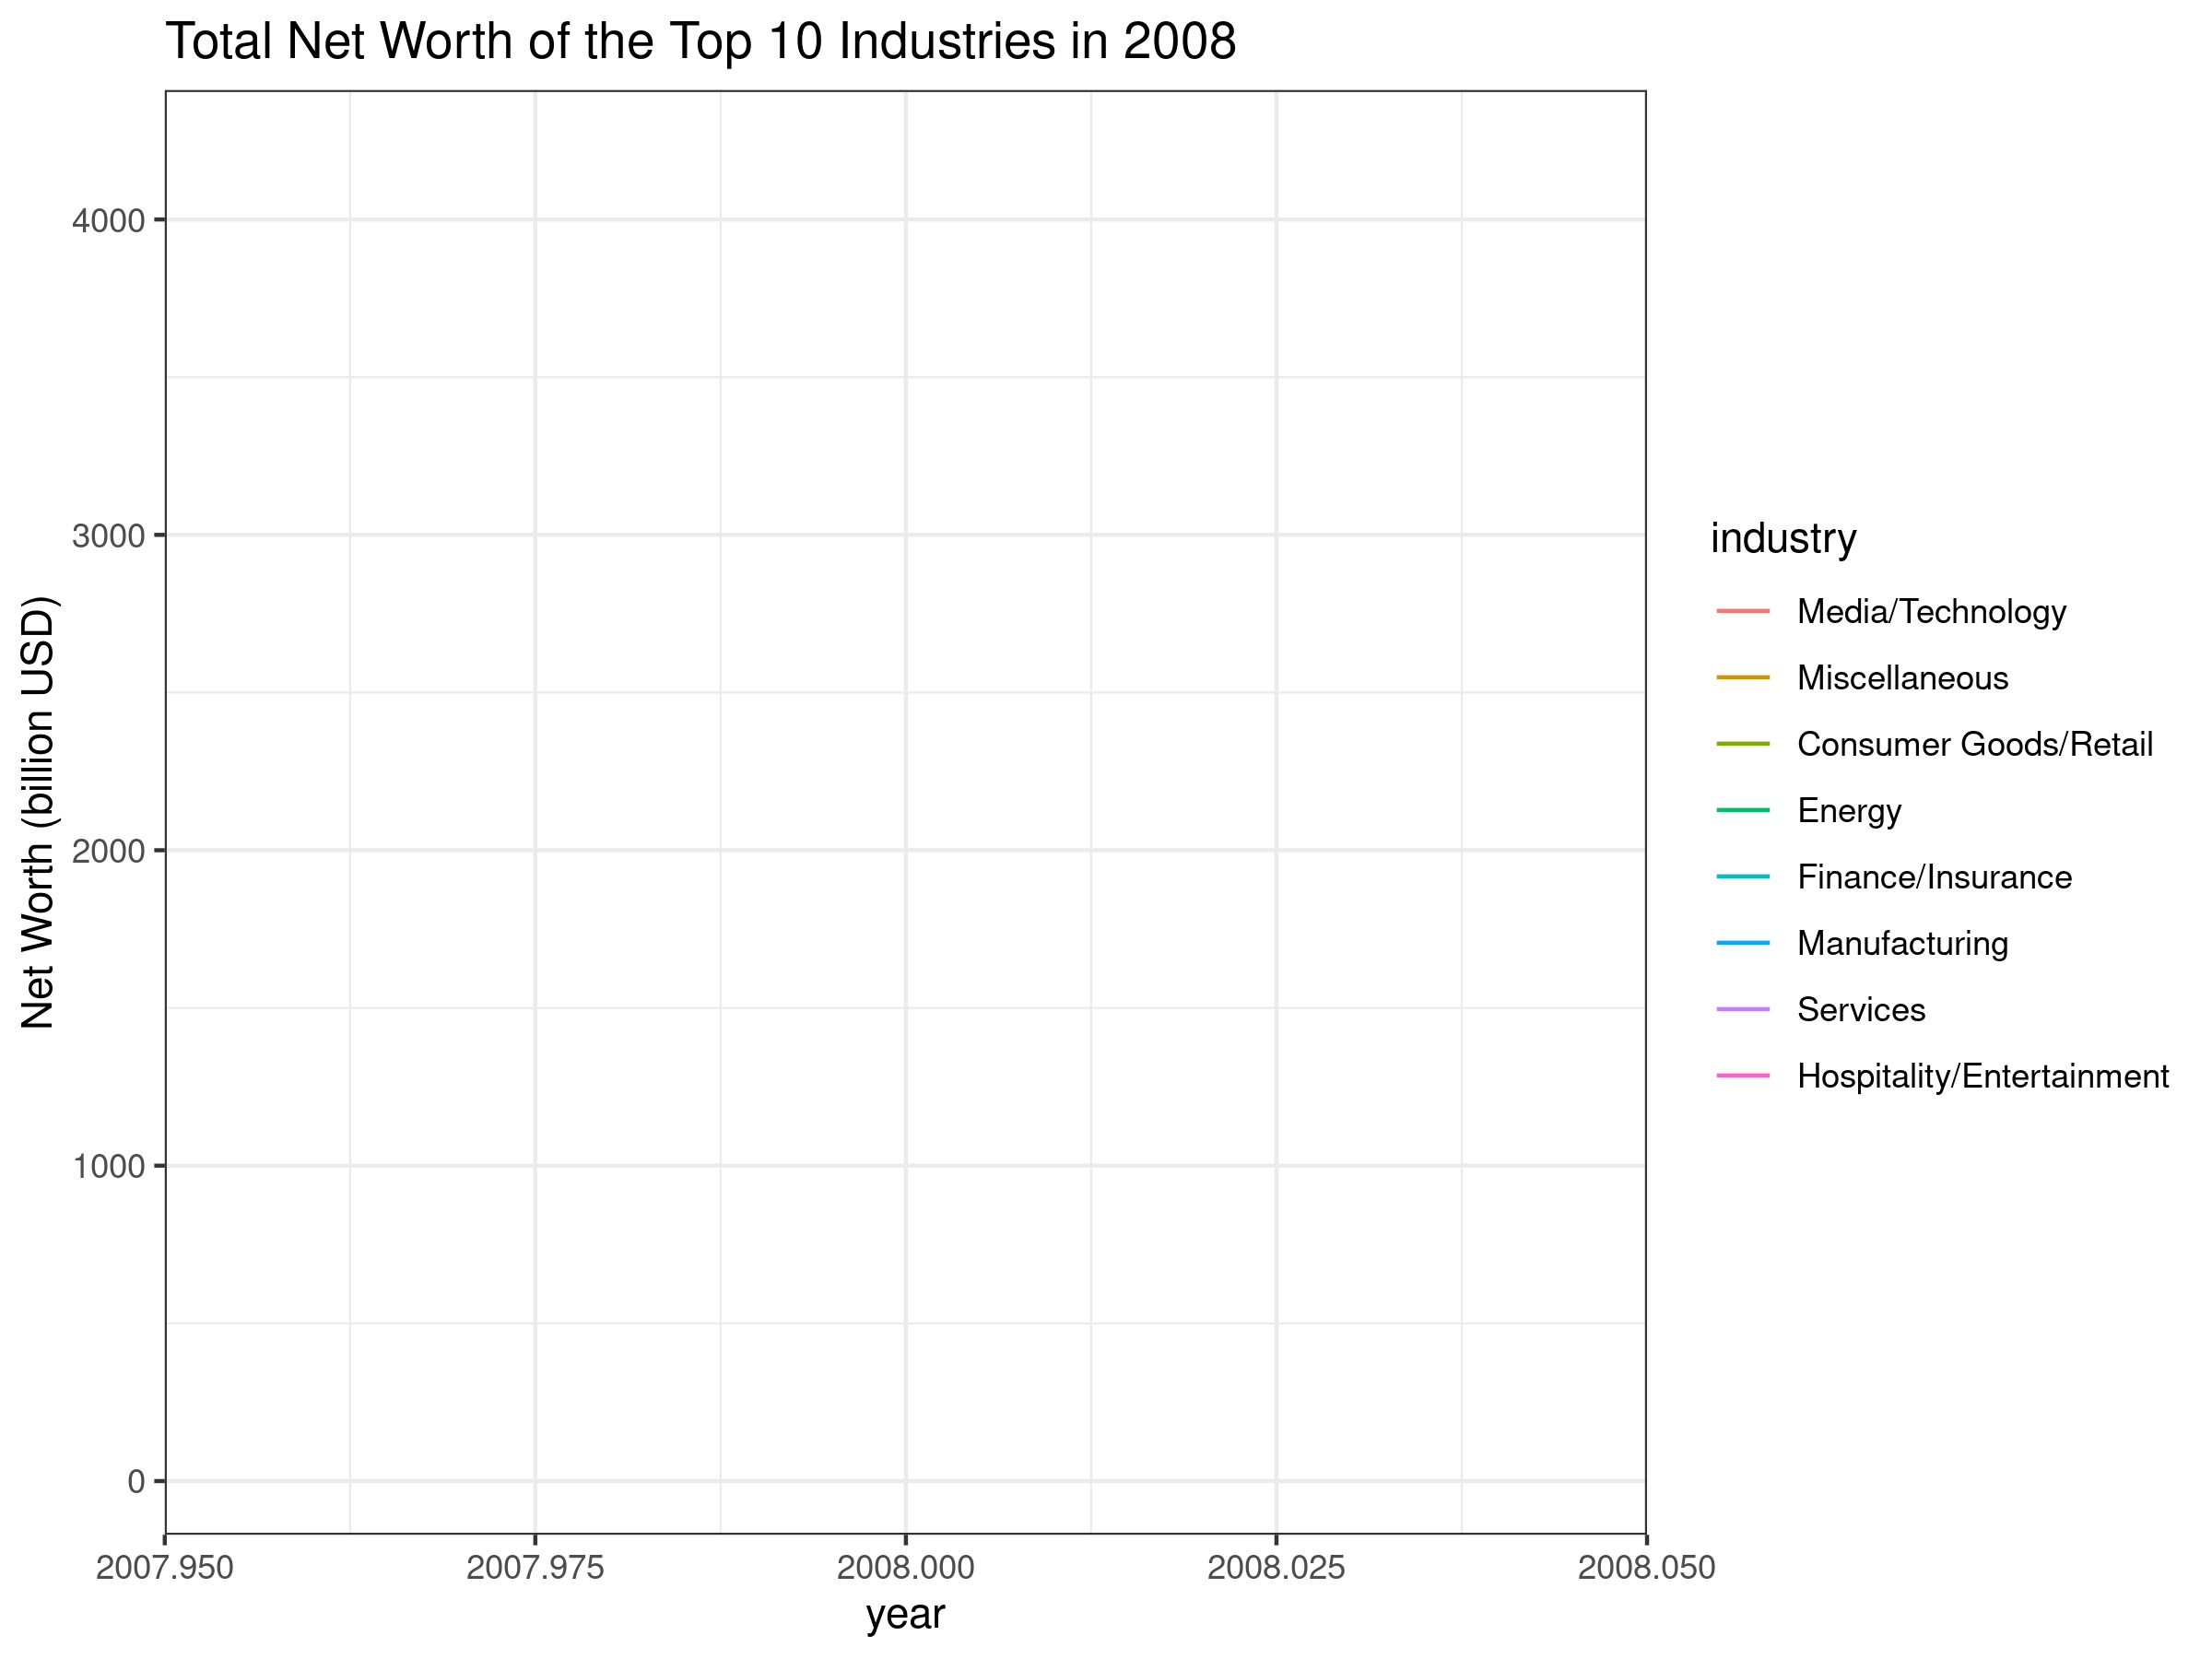 Total Net Worth of the Top 10 Industries in 2008
Net Worth (billion USD)
4000
3000
2000
1000
0
2007.950
2007.975
2008.000
2008.025
2008.050
year
industry
Media/Technology
Miscellaneous
Consumer Goods/Retail
Energy
Finance/Insurance
Manufacturing
Services
Hospitality/Entertainment